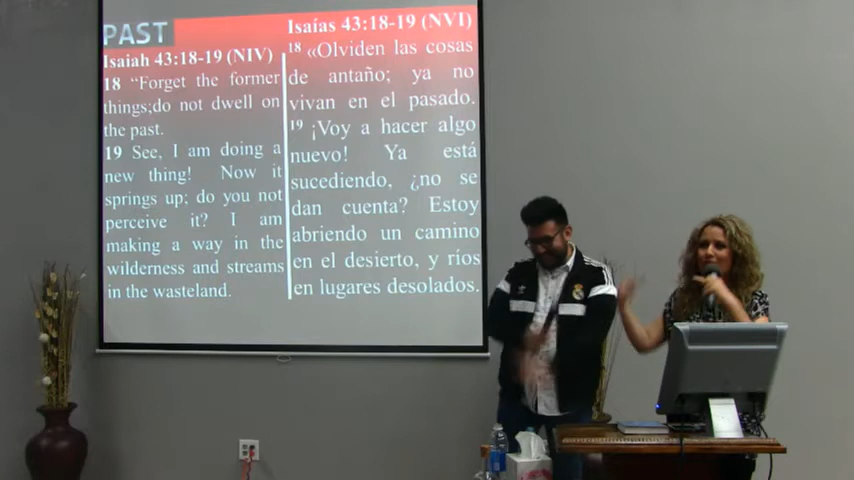 PAST
Isaiah 43:18-19 (NIV)
18 “Forget the former
things;do not dwell on
the past.
19 See, I am doing a
new thing! Now it
springs up; do you not
perceive it? I am
making a way in the
wilderness and streams
in the wasteland.
Isaías 43:18-19 (NVI)
18 «Olviden las cosas
de antaño; ya no
vivan en el pasado.
19 ¡Voy a hacer algo
nuevo! Ya está
sucediendo, ¿no se
dan cuenta? Estoy
abriendo un camino
en el desierto, y ríos
en lugares desolados.